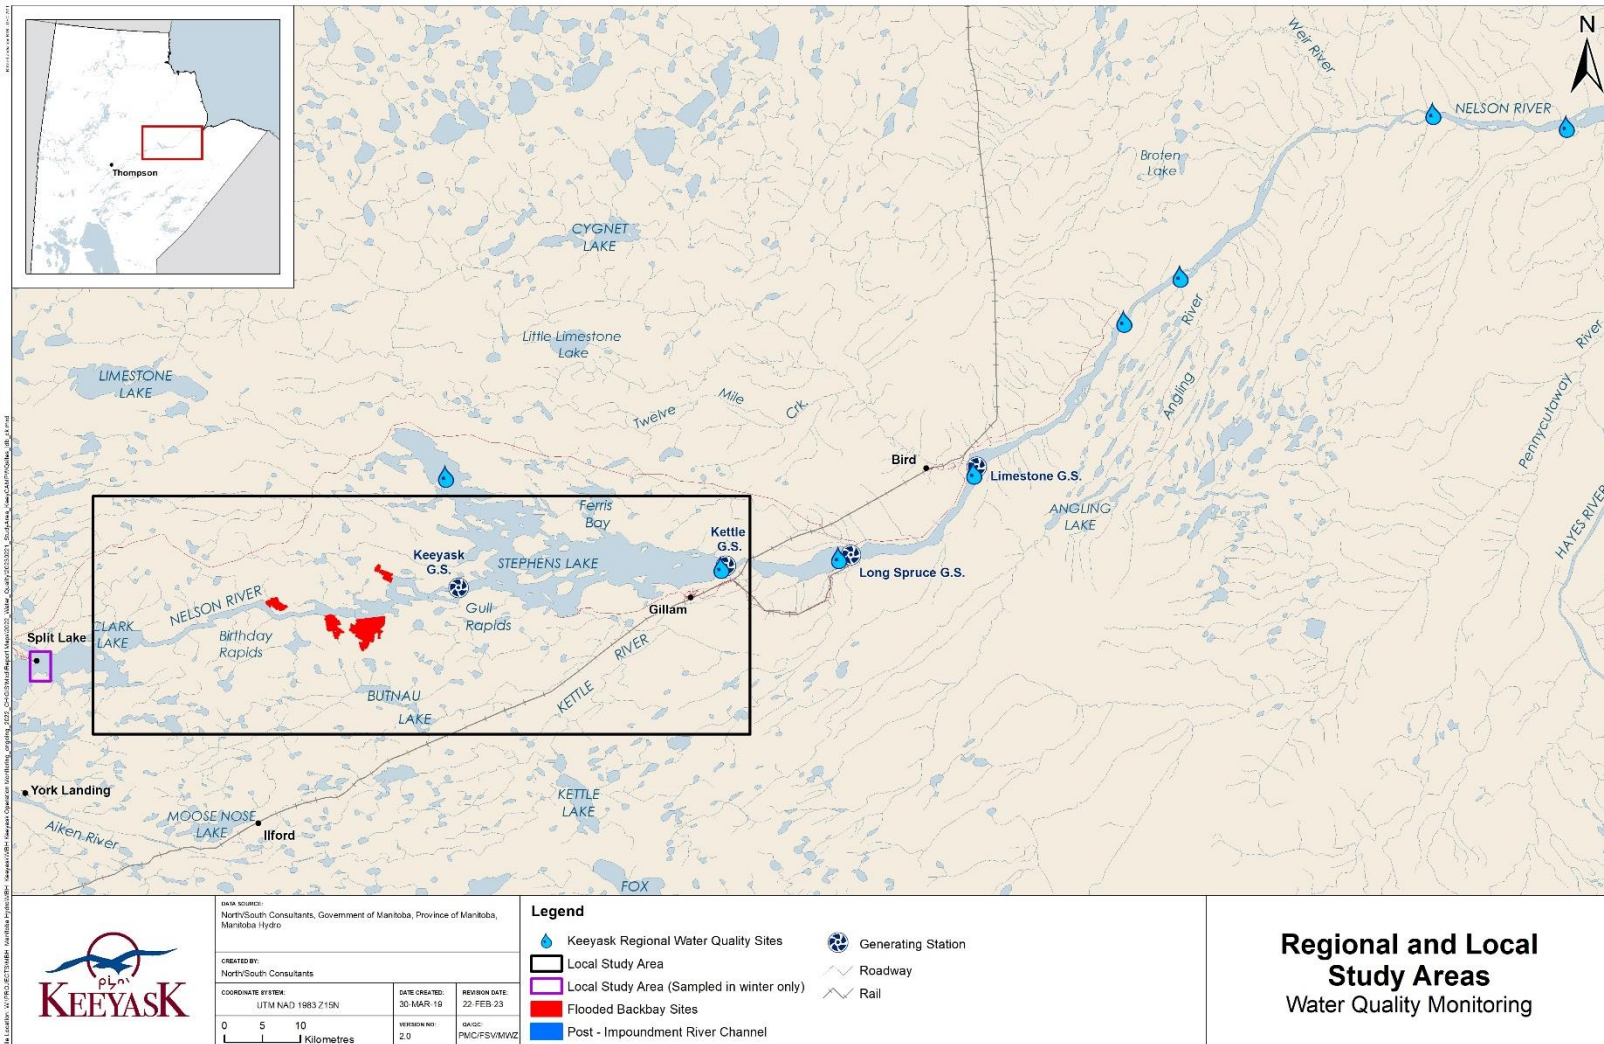 Thompson
N
Weir River
NELSON RIVER
Broten
Lake
CYGNET
LAKE
Little Limestone
Lake
LIMESTONE
LAKE
Twelve Mile Crk.
Angling River
Pennycutaway River
HAYES RIVER
Bird
Limestone G.S.
ANGLING
LAKE
Ferris
Bay
Kettle
G.S.
Keeyask
G.S.
STEPHENS LAKE
Long Spruce G.S.
NELSON RIVER
Gull
Rapids
Gillam
CLARK
LAKE
Split Lake
Birthday
Rapids
KETTLE RIVER
BUTNAU
LAKE
York Landing
KETTLE
LAKE
MOOSE NOSE
LAKE
Aiken River
Ilford
FOX
KEEYASK
DATA SOURCE:
North/South Consultants, Government of Manitoba, Province of Manitoba,
Manitoba Hydro
CREATED BY:
North/South Consultants
COORDINATE SYSTEM:
UTM NAD 1983 Z15N
DATE CREATED:
30-MAR-19
REVISION DATE:
22-FEB-23
0 5 10
Kilometres
VERSION NO:
2.0
QA/QC:
PMC/FSV/MWZ
Legend
Keeyask Regional Water Quality Sites
Local Study Area
Local Study Area (Sampled in winter only)
Flooded Backbay Sites
Post - Impoundment River Channel
Generating Station
Roadway
Rail
Regional and Local
Study Areas
Water Quality Monitoring